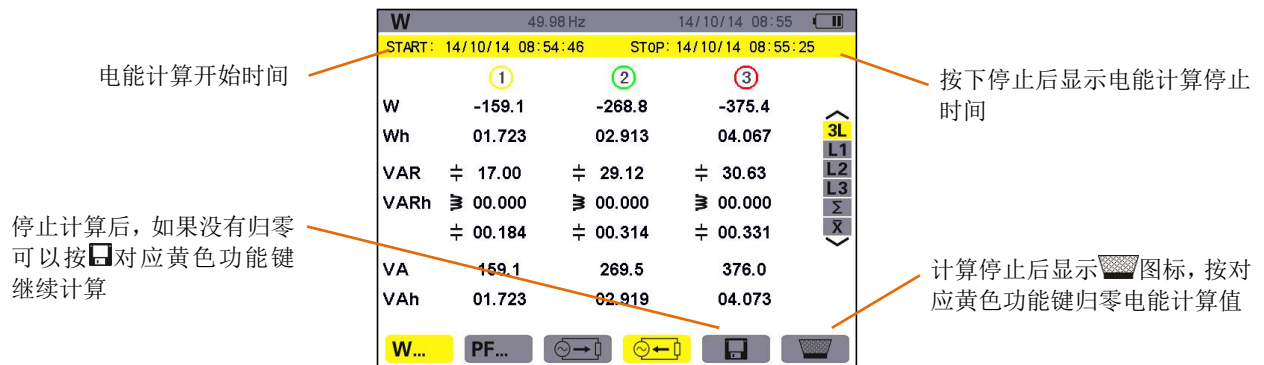 W 49.98 Hz 14/10/14 08:55
START: 14/10/14 08:54:46 STOP: 14/10/14 08:55:25
电能计算开始时间
按下停止后显示电能计算停止
时间
1 2 3
W -159.1 -268.8 -375.4
Wh 01.723 02.913 04.067
VAR 17.00 29.12 30.63
VARh 00.000 00.000 00.000
00.184 00.314 00.331
VA 159.1 269.5 376.0
VAh 01.723 02.919 04.073
3L
L1
L2
L3
Σ
X̄
停止计算后，如果没有归零
可以按对应黄色功能键
继续计算
计算停止后显示图标，按对
应黄色功能键归零电能计算值
W... PF...